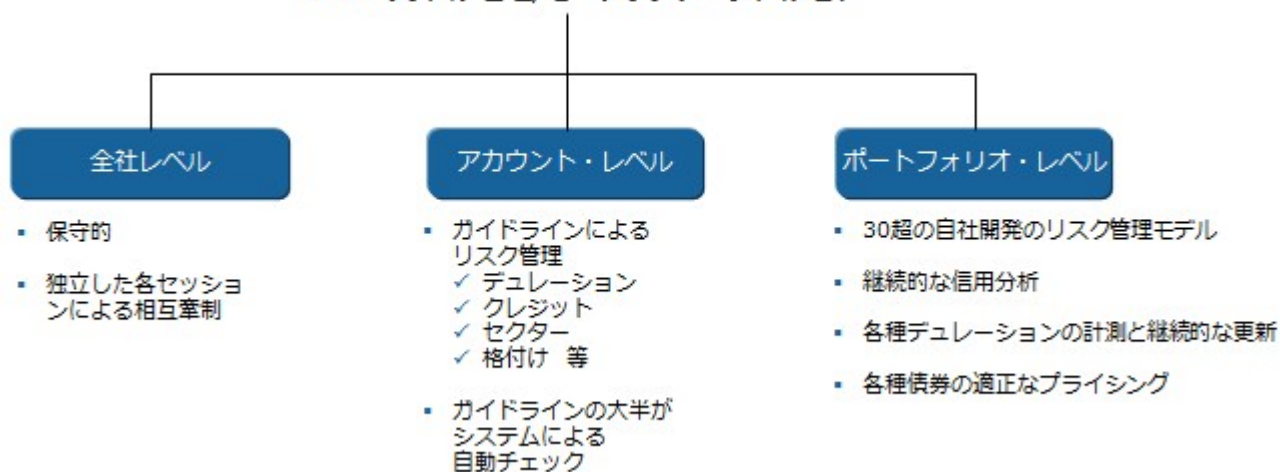 全社レベル
保守的
独立した各セッショ
ンによる相互牽制
アカウント・レベル
ガイドラインによる
リスク管理
✓ デュレーション
✓ クレジット
✓ セクター
✓ 格付け 等
ガイドラインの大半が
システムによる
自動チェック
ポートフォリオ・レベル
30超の自社開発のリスク管理モデル
継続的な信用分析
各種デュレーションの計測と継続的な更新
各種債券の適正なプライシング